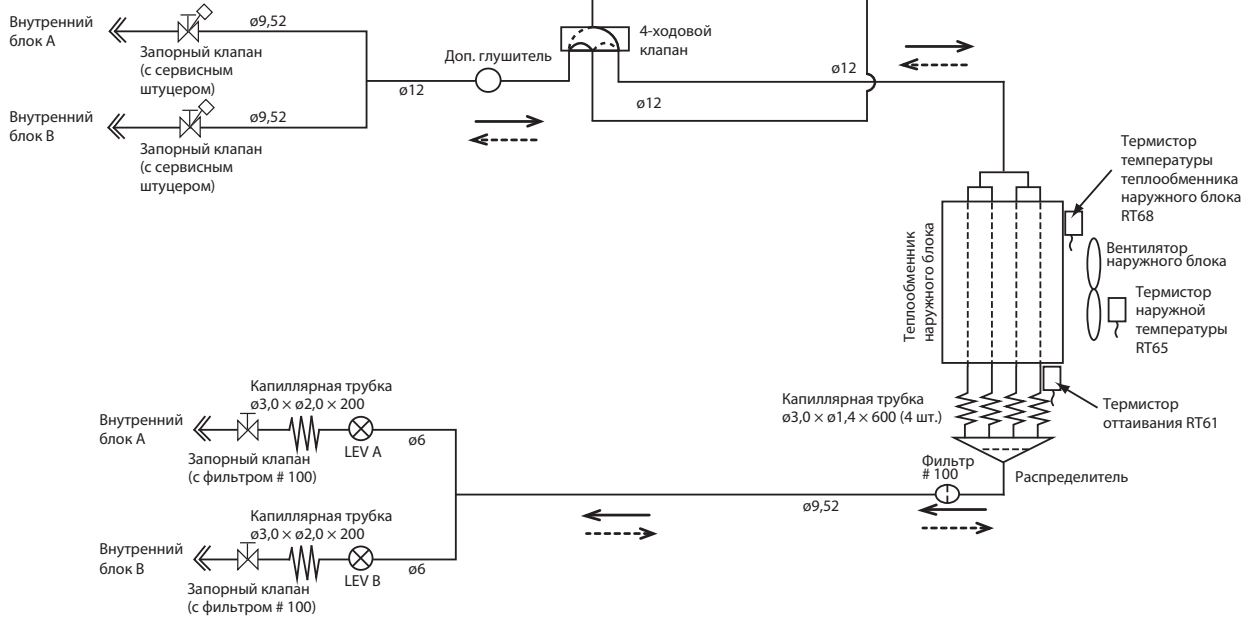 Внутренний
блок A
ø9,52
Запорный клапан
(с сервисным
штуцером)
Внутренний
блок B
ø9,52
Запорный клапан
(с сервисным
штуцером)
ø12
Доп. глушитель
4-ходовой
клапан
ø12
ø12
Термистор
температуры
теплообменника
наружного блока
RT68
Вентилятор
наружного блока
Термистор
наружной
температуры
RT65
Теплообменник
наружного блока
Капиллярная трубка
ø3,0 × ø1,4 × 600 (4 шт.)
Термистор
оттаивания RT61
Распределитель
Фильтр
# 100
ø9,52
Капиллярная трубка
ø3,0 × ø2,0 × 200
Внутренний
блок A
LEV A
ø6
Запорный клапан
(с фильтром # 100)
Капиллярная трубка
ø3,0 × ø2,0 × 200
Внутренний
блок B
LEV B
ø6
Запорный клапан
(с фильтром # 100)